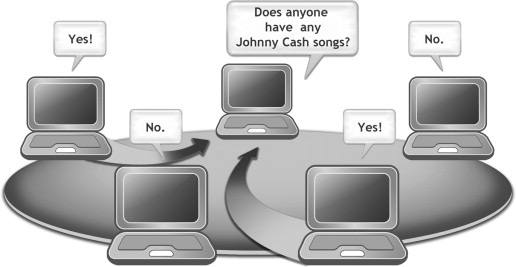 Yes!
Does anyone
have any
Johnny Cash songs?
No.
No.
Yes!